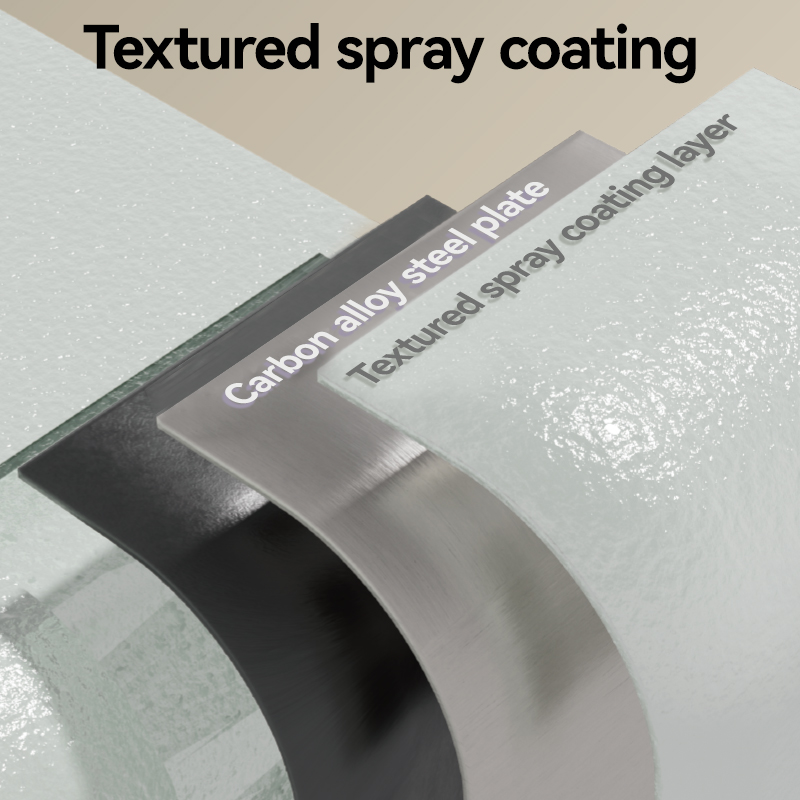 Textured spray coating
Carbon alloy steel plate
Textured spray coating layer